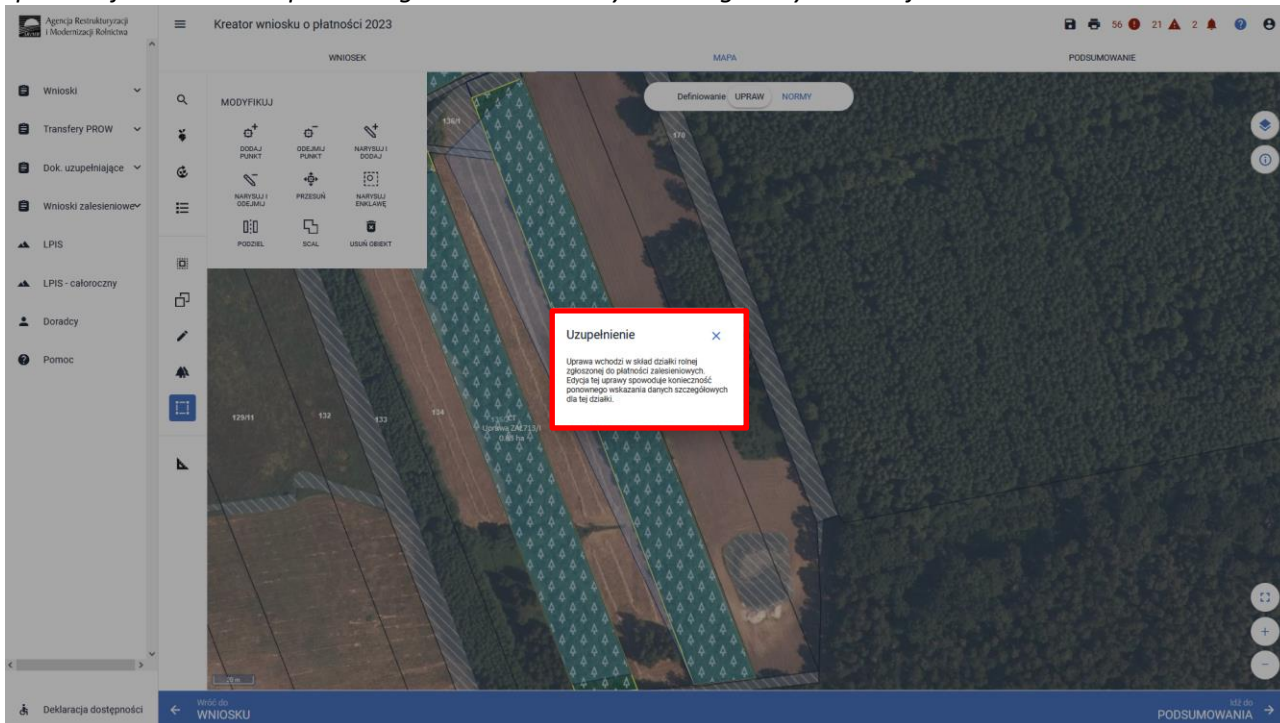 Agencja Restrukturyzacji
i Modernizacji Rolnictwa
Kreator wniosku o płatności 2023
56
21
2
WNIOSEK
MAPA
PODSUMOWANIE
Wnioski
Transfery PROW
Dok. uzupełniające
Wnioski zalesieniowe
LPIS
LPIS - całoroczny
Doradcy
Pomoc
MODYFIKUJ
DODAJ
PUNKT
ODEJMIJ
PUNKT
NARYSUJ I
DODAJ
NARYSUJ I
ODEJMIJ
PRZESUŃ
NARYSUJ
ENKLAWĘ
PODZIEL
SCAL
USUŃ OBIEKT
Definiowanie UPRAW NORMY
170
129/11
132
133
134
Uprawa ZAL713/I
Uzupełnienie
Uprawa wchodzi w skład działki rolnej
zgłoszonej do płatności zalesieniowych.
Edycja tej uprawy spowoduje konieczność
ponownego wskazania danych szczegółowych
dla tej działki.
20 m
Deklaracja dostępności
Wróć do
WNIOSKU
Idź do
PODSUMOWANIA